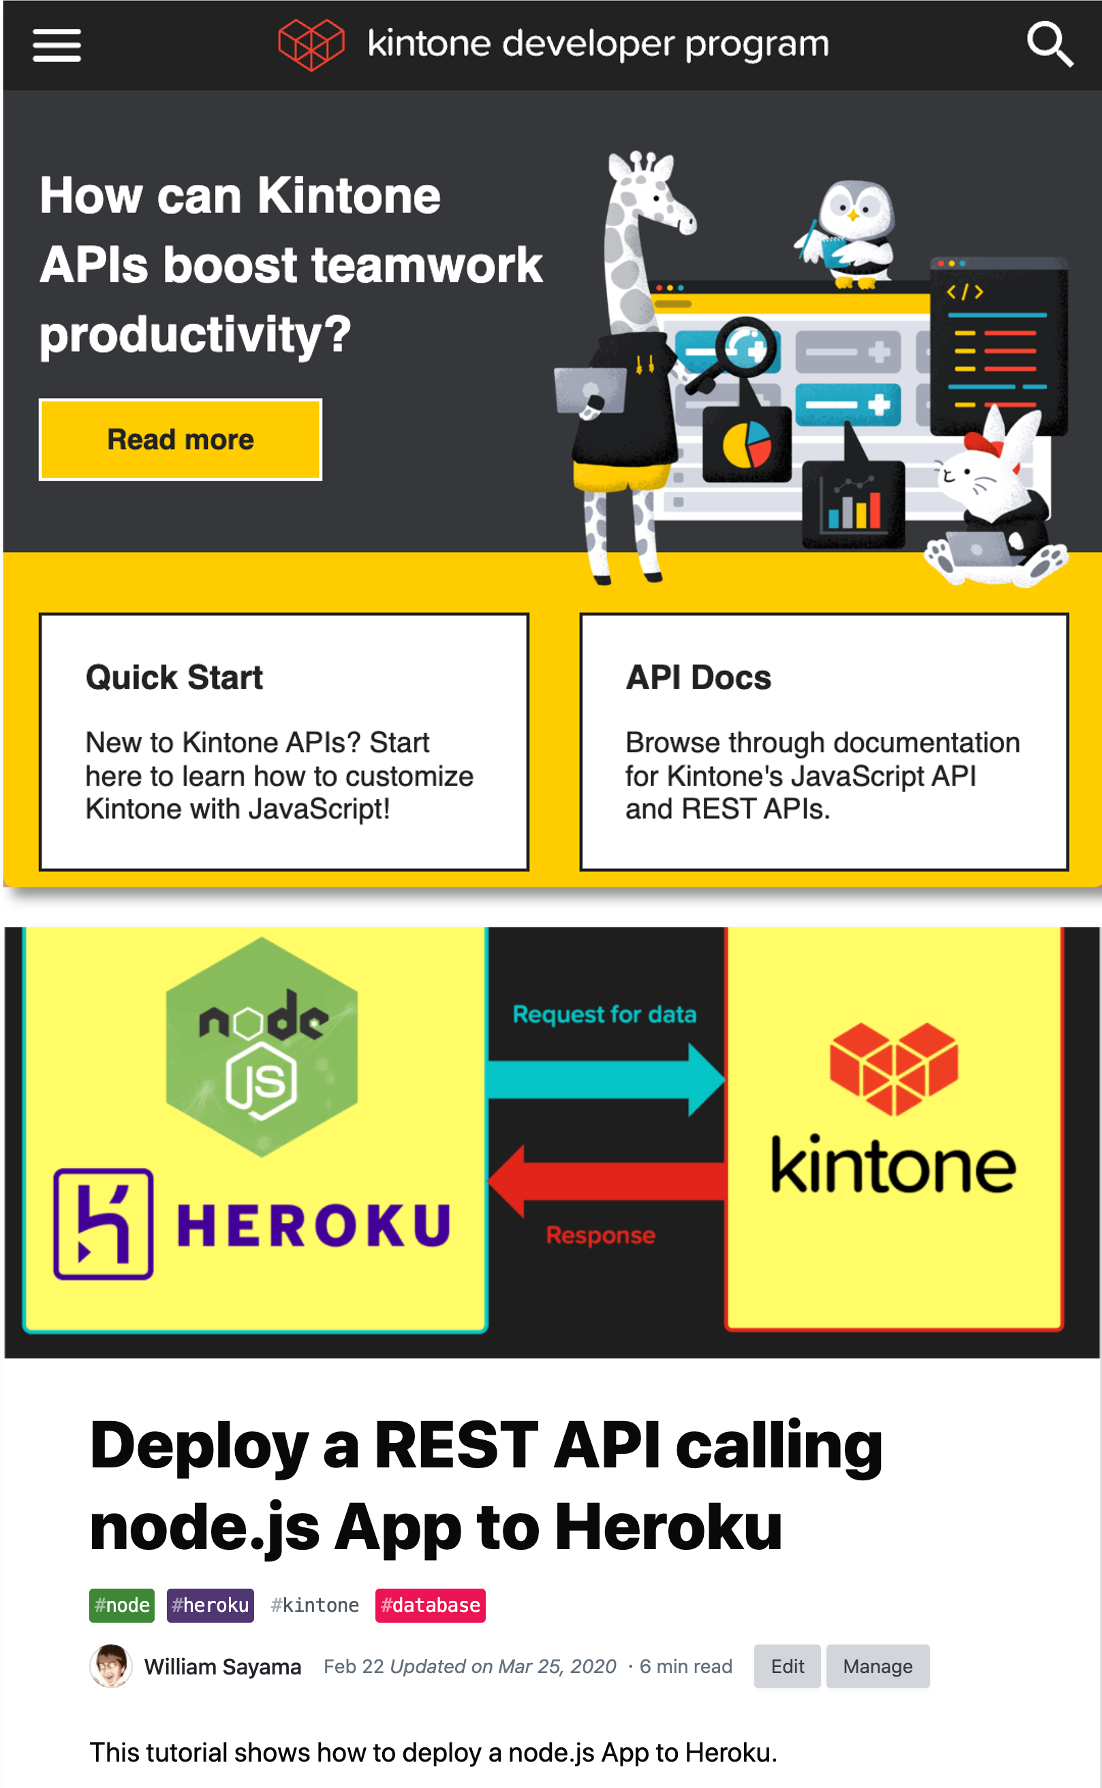 kintone developer program
How can Kintone
APIs boost teamwork
productivity?
Read more
</>
Quick Start
New to Kintone APIs? Start
here to learn how to customize
Kintone with JavaScript!
API Docs
Browse through documentation
for Kintone's JavaScript API
and REST APIs.
node
JS
HEROKU
Request for data
Response
kintone
Deploy a REST API calling
node.js App to Heroku
#node #heroku #kintone #database
William Sayama Feb 22 Updated on Mar 25, 2020 · 6 min read Edit Manage
This tutorial shows how to deploy a node.js App to Heroku.